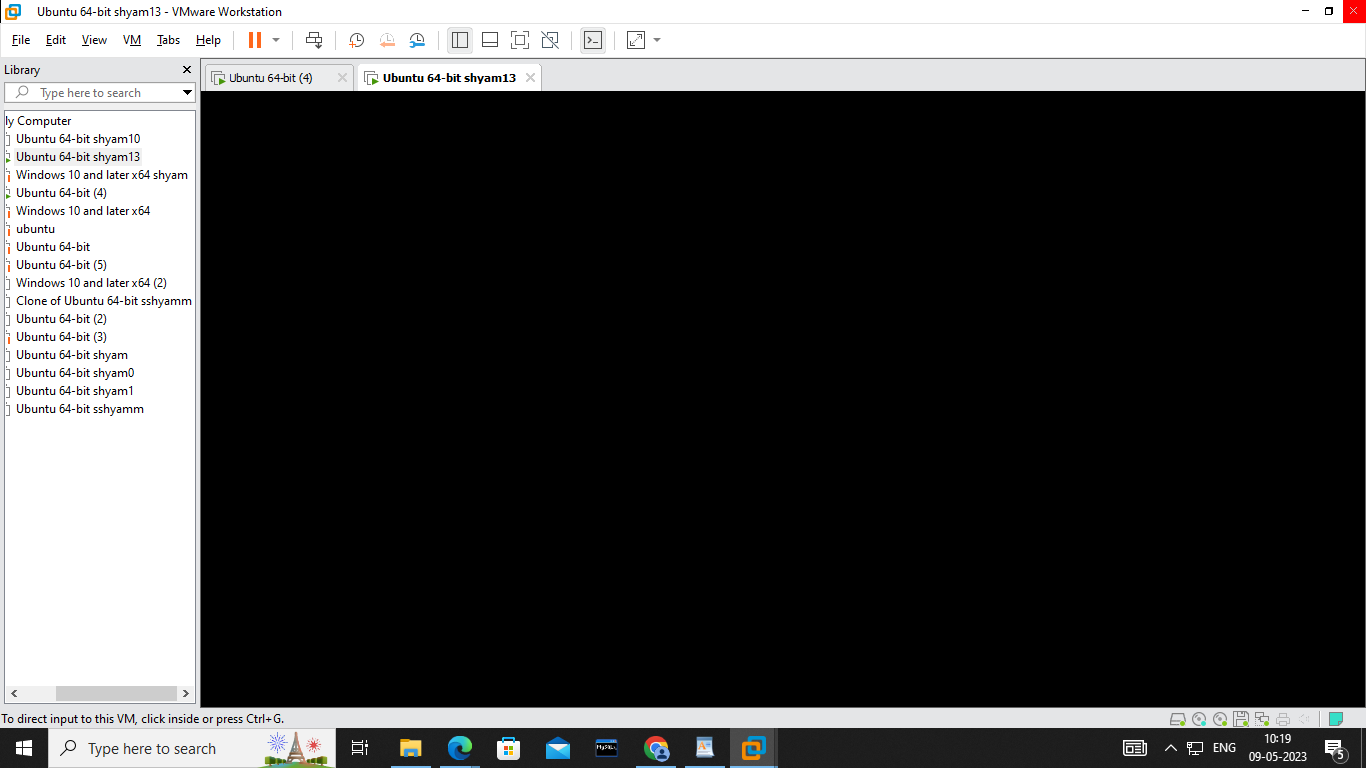 Ubuntu 64-bit shyam13 - VMware Workstation
File Edit View VM Tabs Help
Library
Type here to search
ly Computer
Ubuntu 64-bit shyam10
Ubuntu 64-bit shyam13
Windows 10 and later x64 shyam
Ubuntu 64-bit (4)
Windows 10 and later x64
ubuntu
Ubuntu 64-bit
Ubuntu 64-bit (5)
Windows 10 and later x64 (2)
Clone of Ubuntu 64-bit sshyamm
Ubuntu 64-bit (2)
Ubuntu 64-bit (3)
Ubuntu 64-bit shyam
Ubuntu 64-bit shyam0
Ubuntu 64-bit shyam1
Ubuntu 64-bit sshyamm
Ubuntu 64-bit (4)
Ubuntu 64-bit shyam13
To direct input to this VM, click inside or press Ctrl+G.
Type here to search
ENG
10:19
09-05-2023
5